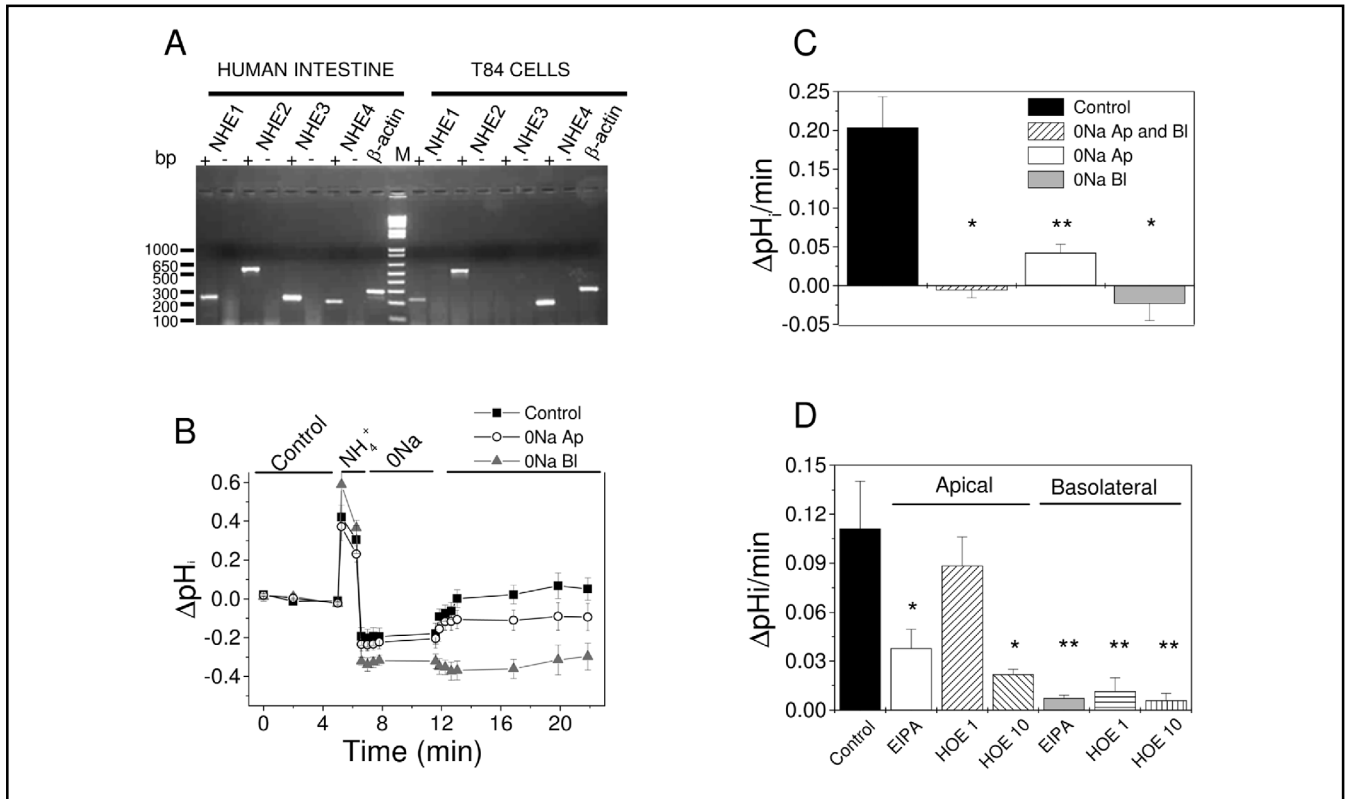 A
HUMAN INTESTINE
T84 CELLS
NHE1
NHE2
NHE3
NHE4
β-actin
M
NHE1
NHE2
NHE3
NHE4
β-actin
bp
+ - + - + - + - + - + - + - + -
1000
650
500
300
200
100
B
Control
0Na Ap
0Na Bl
Control
NH₄⁺
0Na
ΔpHᵢ
0.6
0.4
0.2
0.0
-0.2
-0.4
0 4 8 12 16 20
Time (min)
C
Control
0Na Ap and Bl
0Na Ap
0Na Bl
ΔpHᵢ/min
0.25
0.20
0.15
0.10
0.05
0.00
-0.05
* ** *
D
Apical
Basolateral
ΔpHi/min
0.15
0.12
0.09
0.06
0.03
0.00
* * ** ** **
Control
EIPA
HOE 1
HOE 10
EIPA
HOE 1
HOE 10